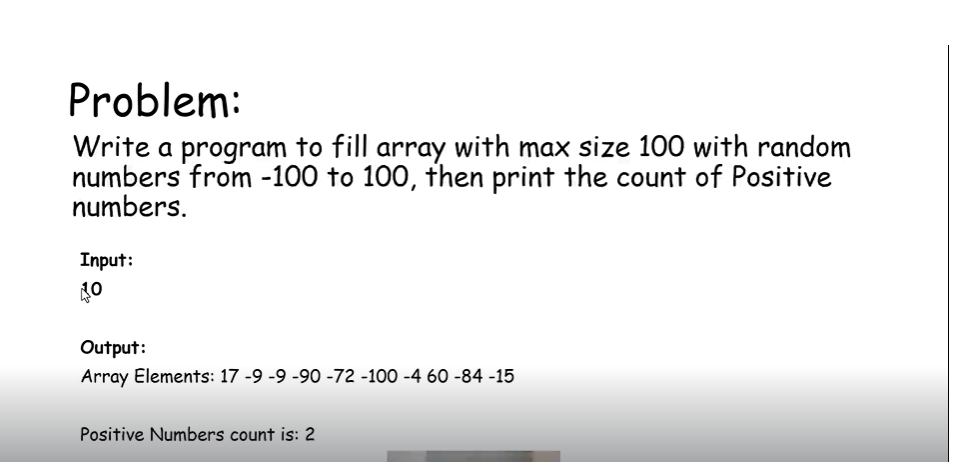 Problem:
Write a program to fill array with max size 100 with random
numbers from -100 to 100, then print the count of Positive
numbers.
Input:
10
Output:
Array Elements: 17 -9 -9 -90 -72 -100 -4 60 -84 -15
Positive Numbers count is: 2